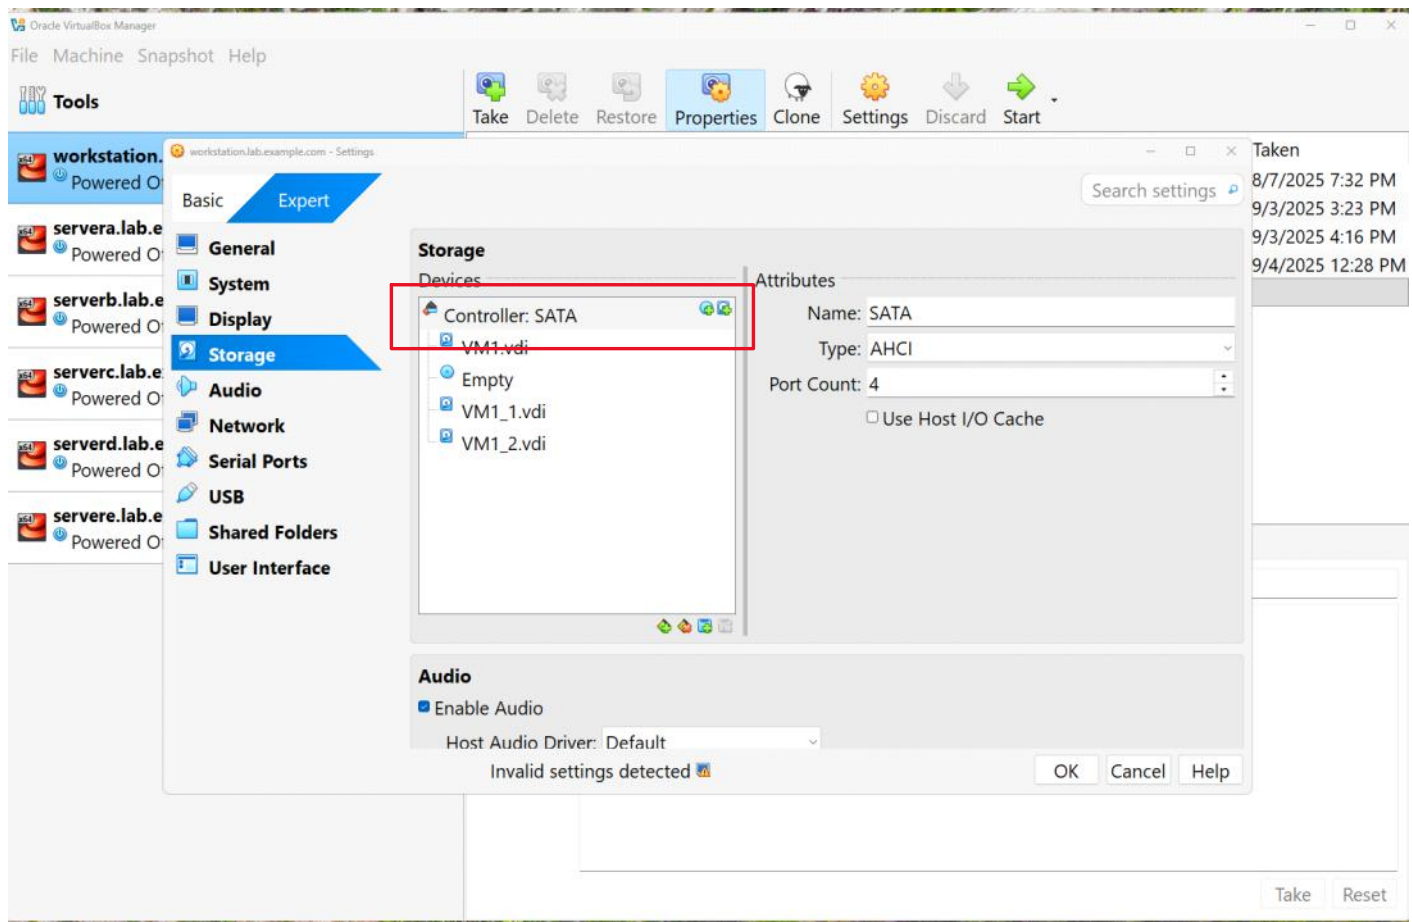 Oracle VirtualBox Manager
File Machine Snapshot Help
Tools
Take Delete Restore Properties Clone Settings Discard Start
workstation.
Powered O
servera.lab.e
Powered O
serverb.lab.e
Powered O
serverc.lab.e
Powered O
serverd.lab.e
Powered O
servere.lab.e
Powered O
workstation.lab.example.com - Settings
Basic Expert
Search settings
General
System
Display
Storage
Audio
Network
Serial Ports
USB
Shared Folders
User Interface
Storage
Devices
Controller: SATA
VM1.vdi
Empty
VM1_1.vdi
VM1_2.vdi
Attributes
Name: SATA
Type: AHCI
Port Count: 4
Use Host I/O Cache
Audio
Enable Audio
Host Audio Driver: Default
Invalid settings detected
OK Cancel Help
Taken
8/7/2025 7:32 PM
9/3/2025 3:23 PM
9/3/2025 4:16 PM
9/4/2025 12:28 PM
Take Reset